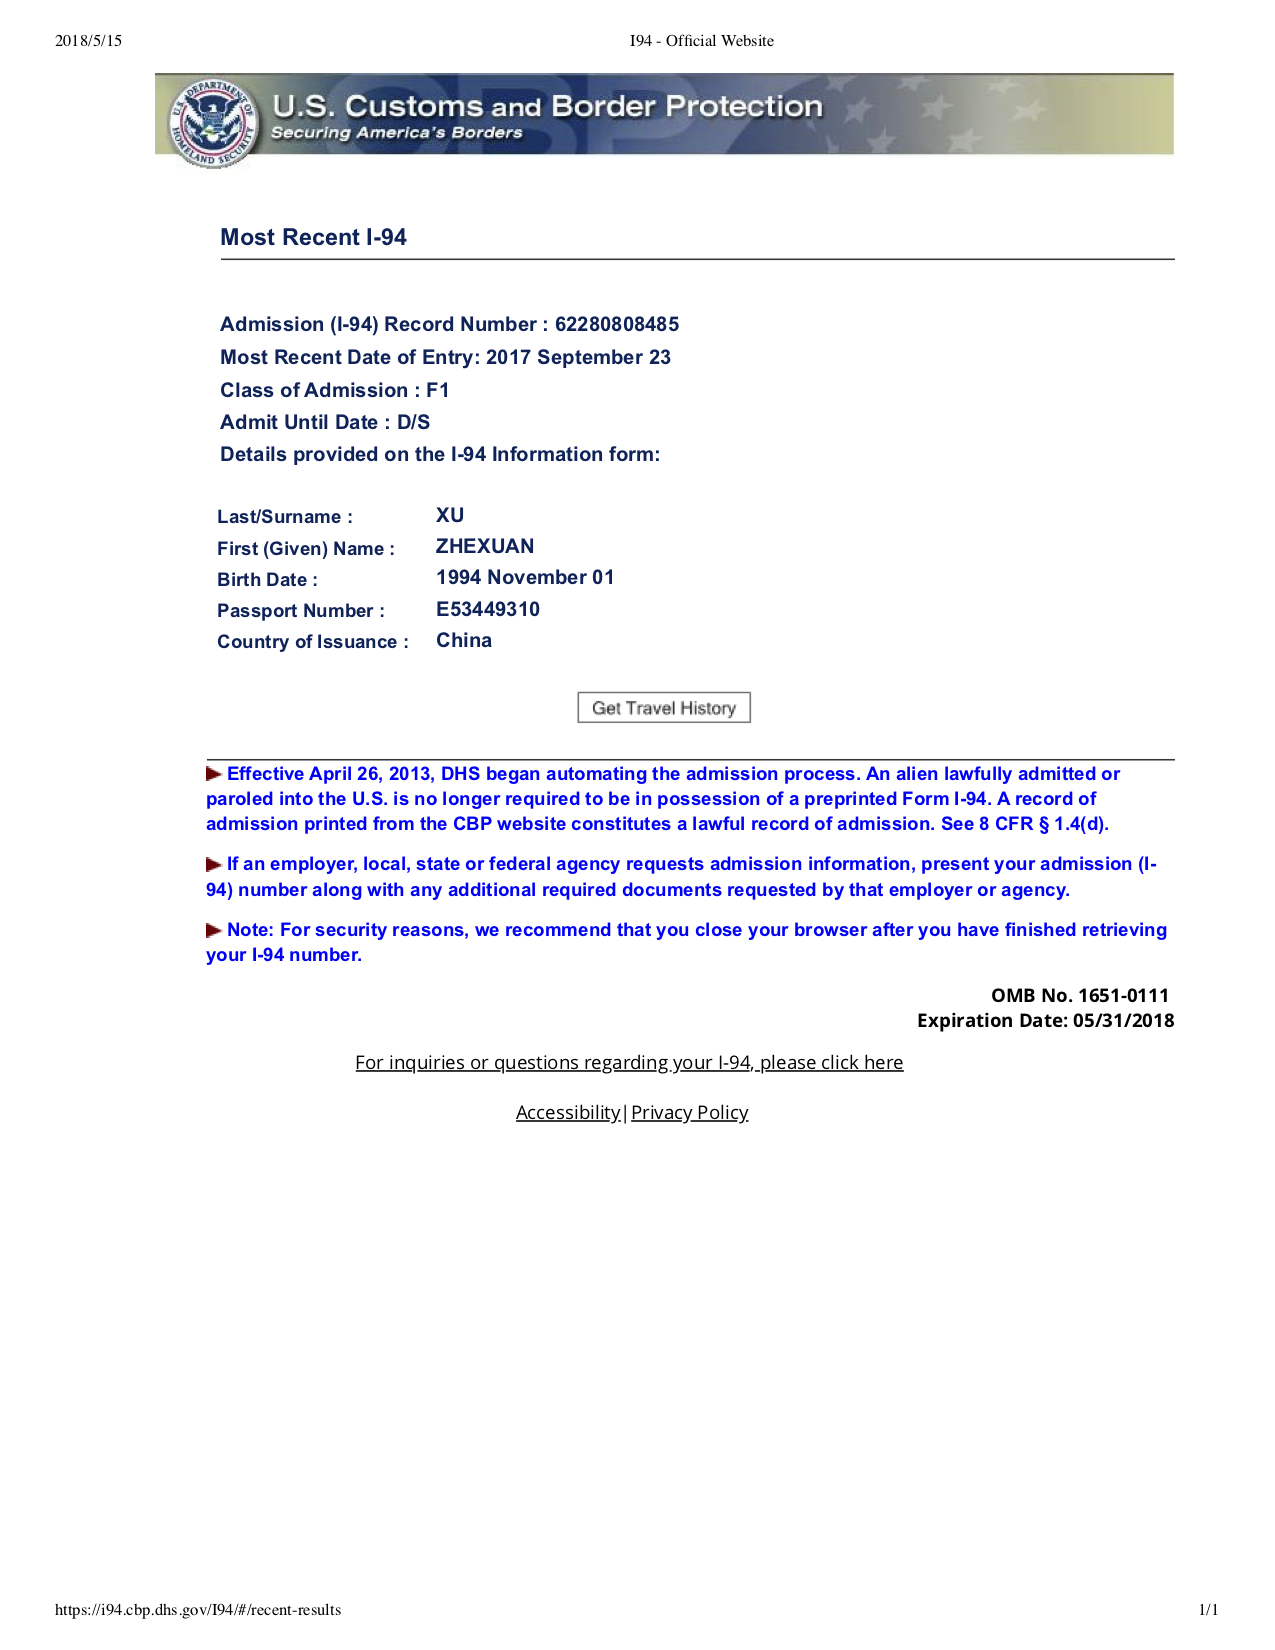 2018/5/15
I94 - Official Website
U.S. DEPARTMENT OF HOMELAND SECURITY
CBP
U.S. Customs and Border Protection
Securing America's Borders
Most Recent I-94
Admission (I-94) Record Number : 62280808485
Most Recent Date of Entry: 2017 September 23
Class of Admission : F1
Admit Until Date : D/S
Details provided on the I-94 Information form:
Last/Surname : XU
First (Given) Name : ZHEXUAN
Birth Date : 1994 November 01
Passport Number : E53449310
Country of Issuance : China
Get Travel History
Effective April 26, 2013, DHS began automating the admission process. An alien lawfully admitted or
paroled into the U.S. is no longer required to be in possession of a preprinted Form I-94. A record of
admission printed from the CBP website constitutes a lawful record of admission. See 8 CFR § 1.4(d).
If an employer, local, state or federal agency requests admission information, present your admission (I-
94) number along with any additional required documents requested by that employer or agency.
Note: For security reasons, we recommend that you close your browser after you have finished retrieving
your I-94 number.
OMB No. 1651-0111
Expiration Date: 05/31/2018
For inquiries or questions regarding your I-94, please click here
Accessibility|Privacy Policy
https://i94.cbp.dhs.gov/I94/#/recent-results
1/1